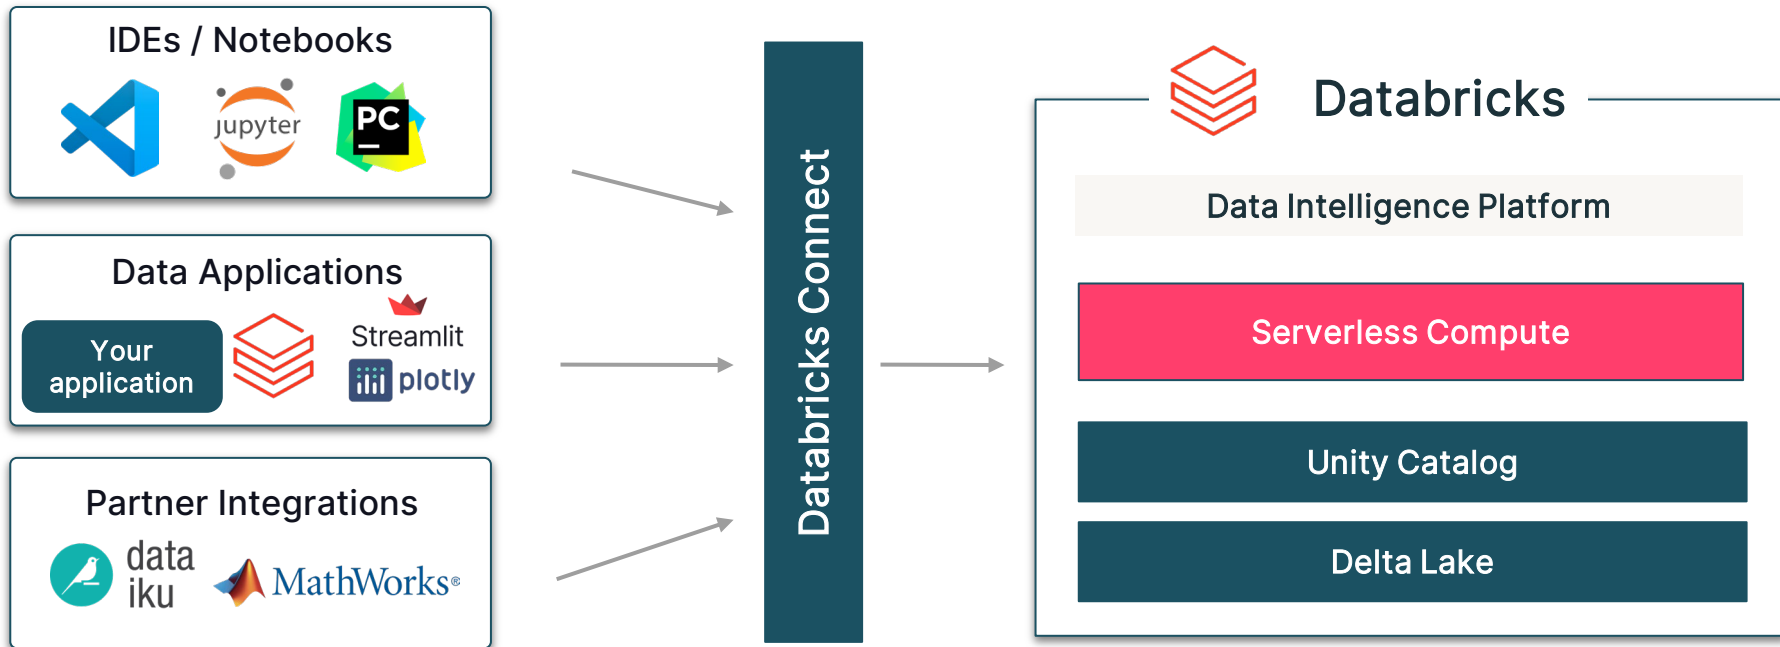 IDEs / Notebooks
jupyter
PC
Data Applications
Your
application
Streamlit
plotly
Partner Integrations
data
iku
MathWorks®
Databricks Connect
Databricks
Data Intelligence Platform
Serverless Compute
Unity Catalog
Delta Lake